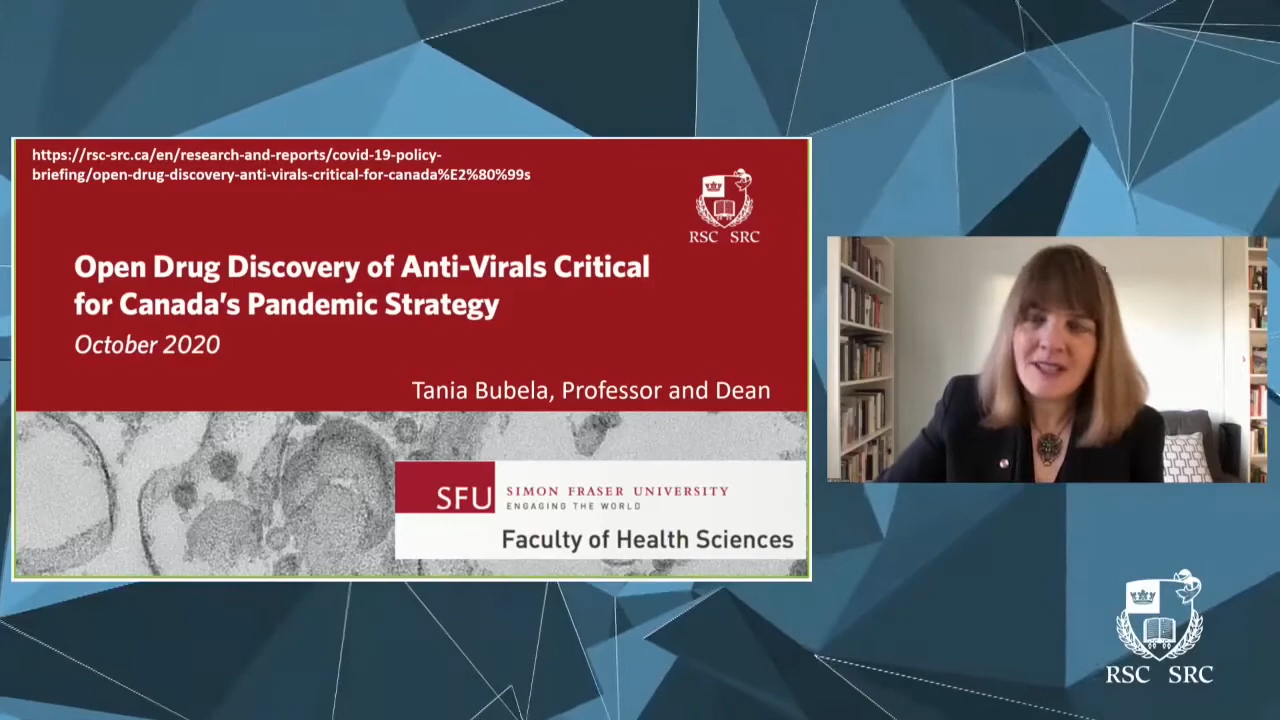 https://rsc-src.ca/en/research-and-reports/covid-19-policy-
briefing/open-drug-discovery-anti-virals-critical-for-canada%E2%80%99s
RSC SRC
Open Drug Discovery of Anti-Virals Critical
for Canada's Pandemic Strategy
October 2020
Tania Bubela, Professor and Dean
SFU SIMON FRASER UNIVERSITY
ENGAGING THE WORLD
Faculty of Health Sciences
RSC SRC